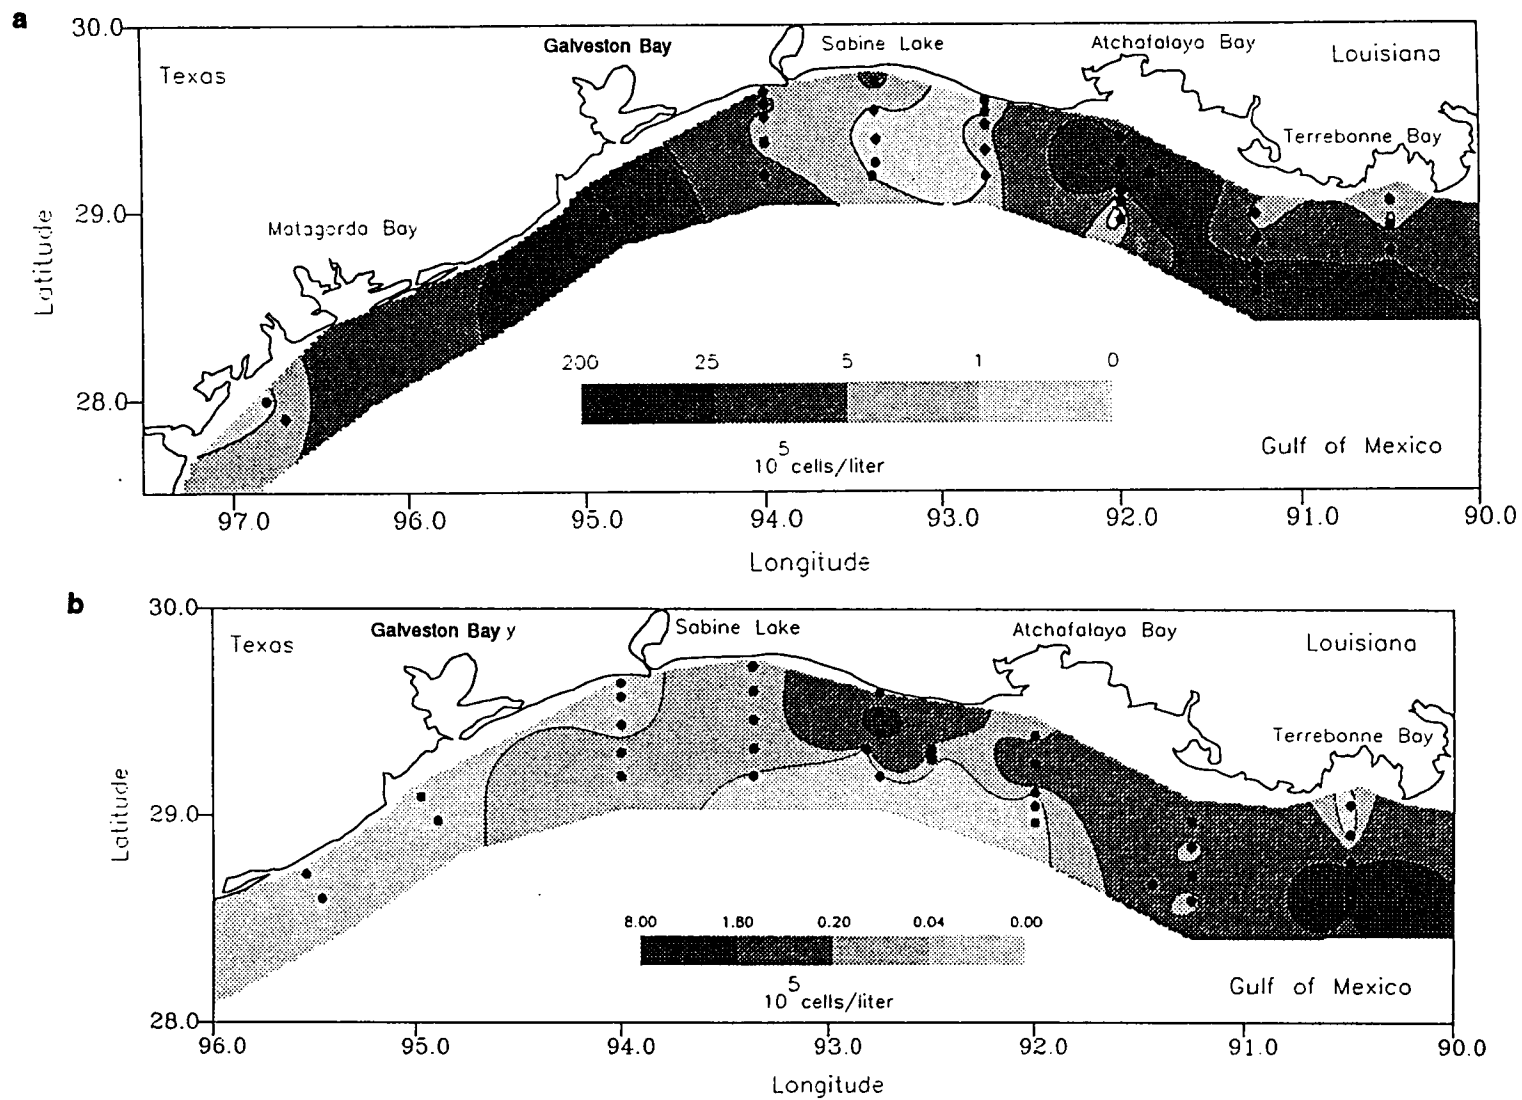 a
30.0
Galveston Bay
Sabine Lake
Atchafalaya Bay
Louisiana
Texas
Terrebonne Bay
29.0
Matagorda Bay
Latitude
200 25 5 1 0
28.0
5
10 cells/liter
Gulf of Mexico
97.0 96.0 95.0 94.0 93.0 92.0 91.0 90.0
Longitude
b
30.0
Texas
Galveston Bay y
Sabine Lake
Atchafalaya Bay
Louisiana
Terrebonne Bay
29.0
Latitude
8.00 1.80 0.20 0.04 0.00
5
10 cells/liter
Gulf of Mexico
28.0
96.0 95.0 94.0 93.0 92.0 91.0 90.0
Longitude